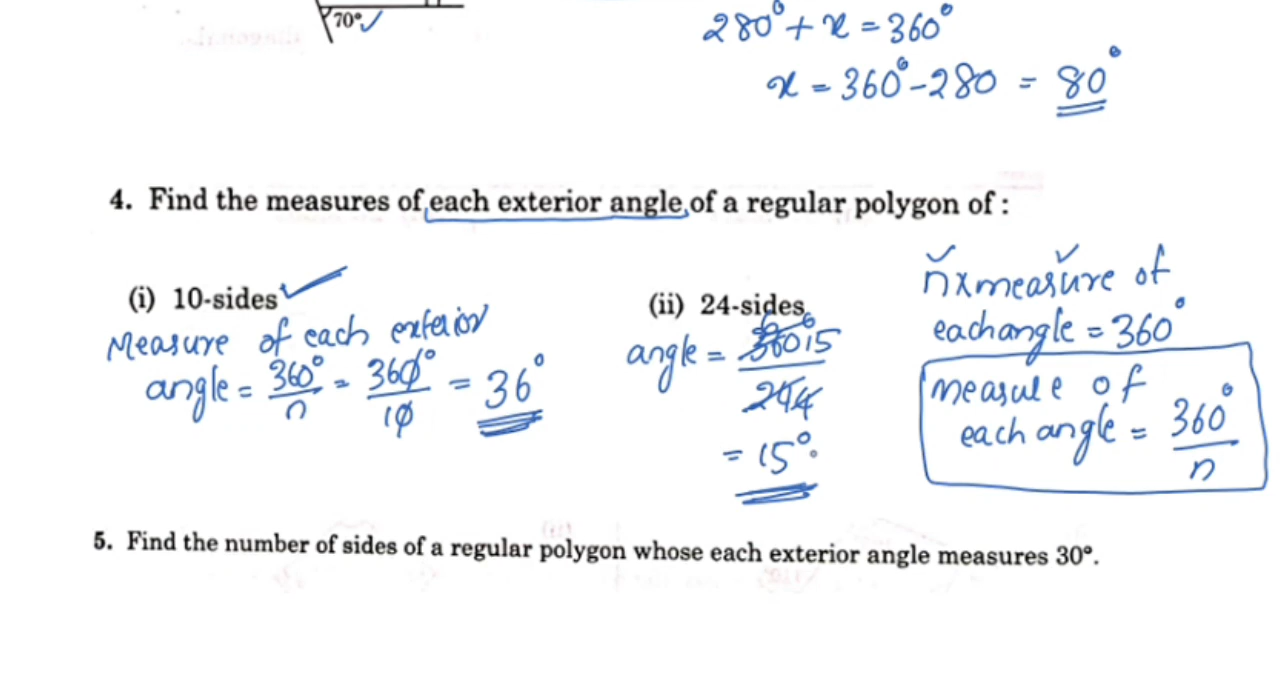 70°
280° + x = 360°
x = 360° - 280 = 80°
4. Find the measures of each exterior angle of a regular polygon of :
(i) 10-sides
Measure of each exterior
angle = 360°/n = 360°/10 = 36°
(ii) 24-sides
angle = 360 15/24 4
= 15°
n x measure of
each angle = 360°
measure of
each angle = 360°/n
5. Find the number of sides of a regular polygon whose each exterior angle measures 30°.